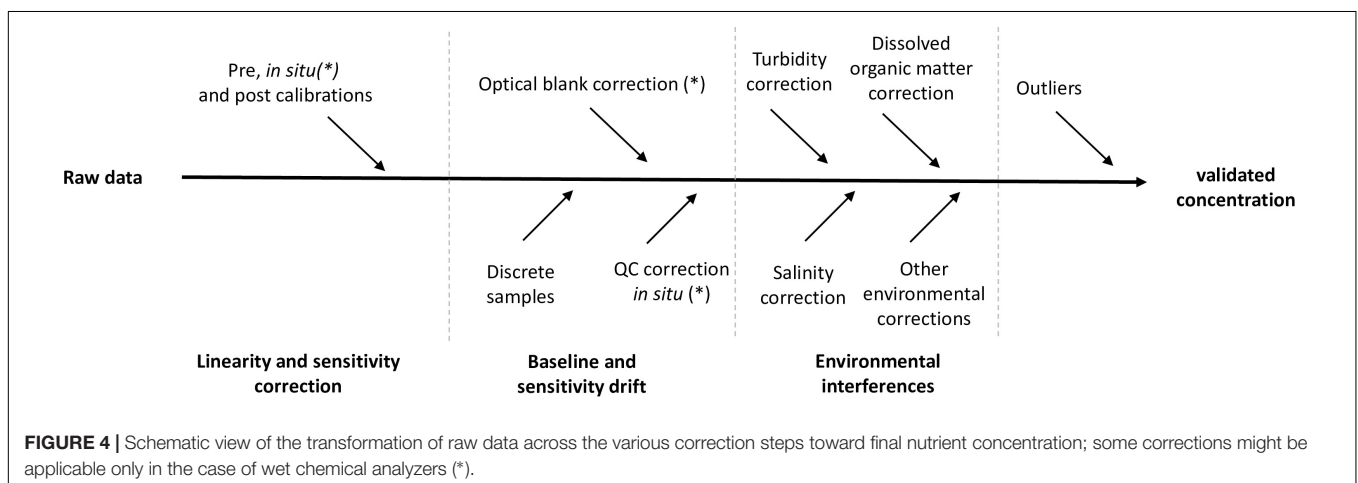 Pre, in situ(*)
and post calibrations
Optical blank correction (*)
Turbidity
correction
Dissolved
organic matter
correction
Outliers
Raw data
validated
concentration
Discrete
samples
QC correction
in situ (*)
Salinity
correction
Other
environmental
corrections
Linearity and sensitivity
correction
Baseline and
sensitivity drift
Environmental
interferences
FIGURE 4 | Schematic view of the transformation of raw data across the various correction steps toward final nutrient concentration; some corrections might be
applicable only in the case of wet chemical analyzers (*).